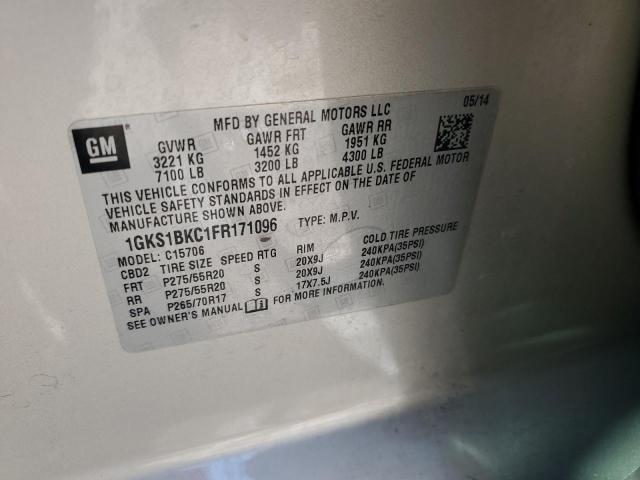 MFD BY GENERAL MOTORS LLC 05/14
GM ®
GVWR GAWR FRT GAWR RR
3221 KG 1452 KG 1951 KG
7100 LB 3200 LB 4300 LB
THIS VEHICLE CONFORMS TO ALL APPLICABLE U.S. FEDERAL MOTOR
VEHICLE SAFETY STANDARDS IN EFFECT ON THE DATE OF
MANUFACTURE SHOWN ABOVE.
1GKS1BKC1FR171096 TYPE: M.P.V.
MODEL: C15706
CBD2 TIRE SIZE SPEED RTG RIM COLD TIRE PRESSURE
FRT P275/55R20 S 20X9J 240KPA(35PSI)
RR P275/55R20 S 20X9J 240KPA(35PSI)
SPA P265/70R17 S 17X7.5J 240KPA(35PSI)
SEE OWNER'S MANUAL FOR MORE INFORMATION.